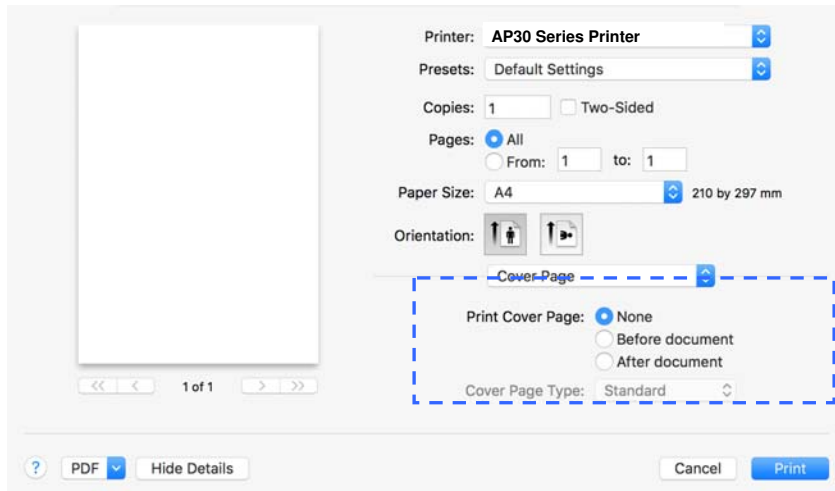 Printer: AP30 Series Printer
Presets: Default Settings
Copies: 1 Two-Sided
Pages: All
From: 1 to: 1
Paper Size: A4 210 by 297 mm
Orientation:
Cover Page
Print Cover Page: None
Before document
After document
Cover Page Type: Standard
<< < 1 of 1 > >>
? PDF Hide Details Cancel Print